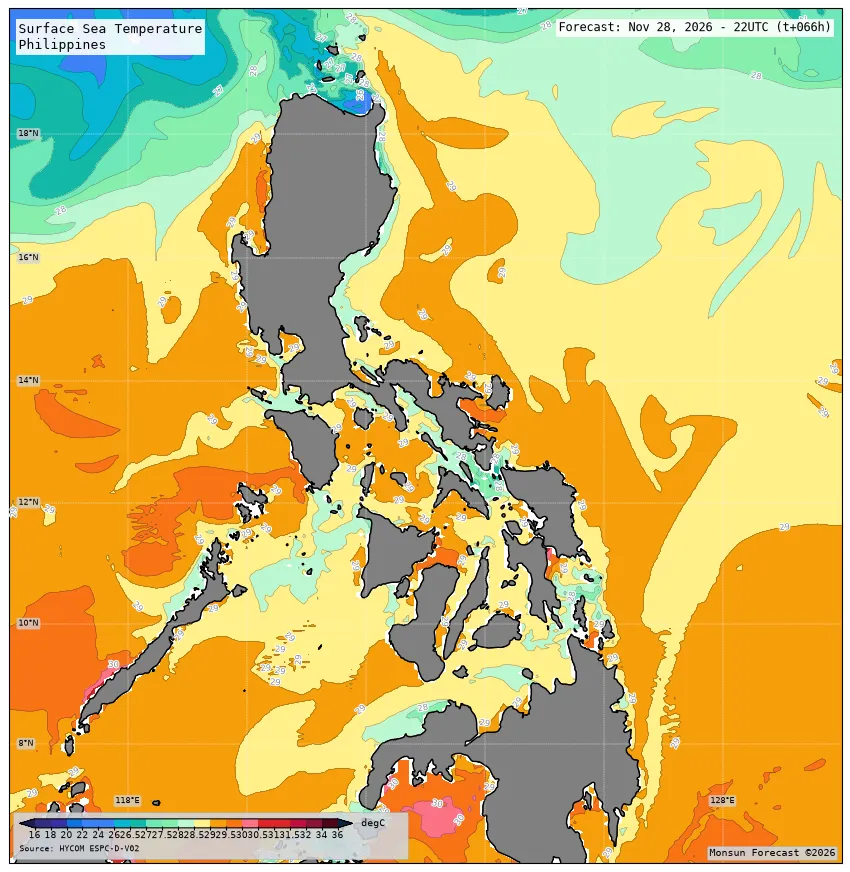 Surface Sea Temperature
Philippines
Forecast: Nov 28, 2026 - 22UTC (t+066h)
18°N
16°N
14°N
12°N
10°N
8°N
118°E
128°E
16 18 20 22 24 26 26.5 27 27.5 28 28.5 29 29.5 30 30.5 31 31.5 32 34 36 degC
Source: HYCOM ESPC-D-V02
Monsun Forecast ©2026